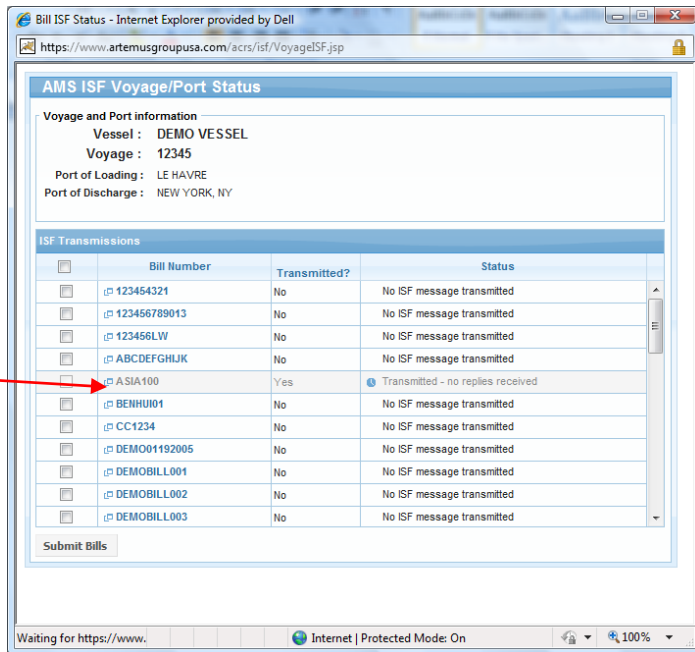 Bill ISF Status - Internet Explorer provided by Dell
https://www.artemusgroupusa.com/acrs/isf/VoyageISF.jsp
AMS ISF Voyage/Port Status
Voyage and Port information
Vessel : DEMO VESSEL
Voyage : 12345
Port of Loading : LE HAVRE
Port of Discharge : NEW YORK, NY
ISF Transmissions
Bill Number Transmitted? Status
123454321 No No ISF message transmitted
123456789013 No No ISF message transmitted
123456LW No No ISF message transmitted
ABCDEFGHIJK No No ISF message transmitted
ASIA100 Yes Transmitted - no replies received
BENHUI01 No No ISF message transmitted
CC1234 No No ISF message transmitted
DEMO01192005 No No ISF message transmitted
DEMOBILL001 No No ISF message transmitted
DEMOBILL002 No No ISF message transmitted
DEMOBILL003 No No ISF message transmitted
Submit Bills
Waiting for https://www. Internet | Protected Mode: On 100%